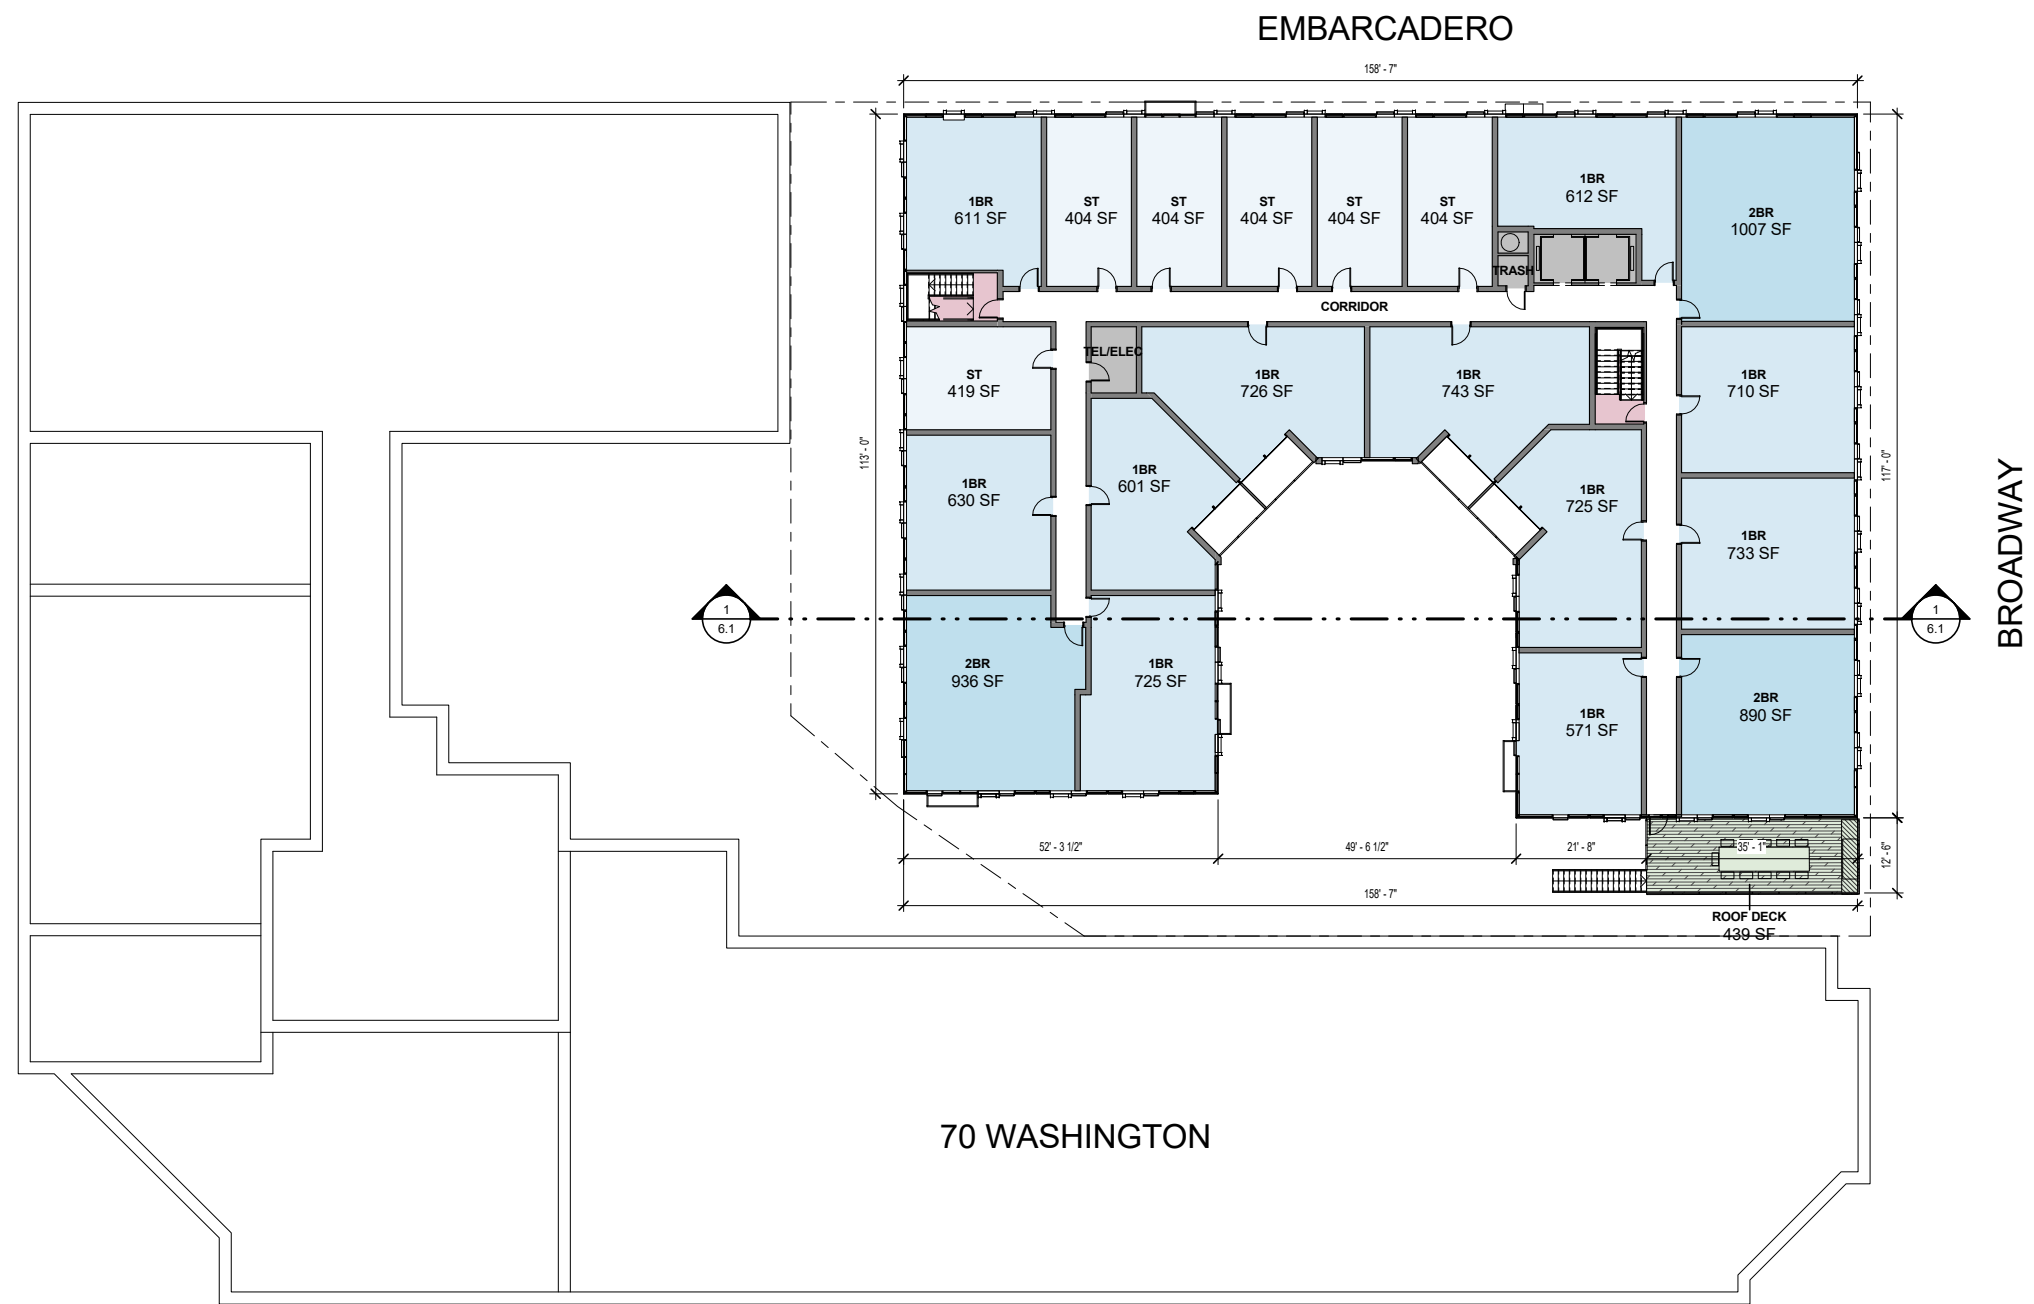 EMBARCADERO
158' - 7"
1BR
611 SF
ST
404 SF
ST
404 SF
ST
404 SF
ST
404 SF
ST
404 SF
1BR
612 SF
2BR
1007 SF
TRASH
CORRIDOR
TEL/ELEC
ST
419 SF
1BR
726 SF
1BR
743 SF
1BR
710 SF
113' - 0"
117' - 0"
1BR
630 SF
1BR
601 SF
1BR
725 SF
1BR
733 SF
BROADWAY
1
6.1
1
6.1
2BR
936 SF
1BR
725 SF
1BR
571 SF
2BR
890 SF
52' - 3 1/2"
49' - 6 1/2"
21' - 8"
35' - 1"
12' - 6"
158' - 7"
ROOF DECK
439 SF
70 WASHINGTON